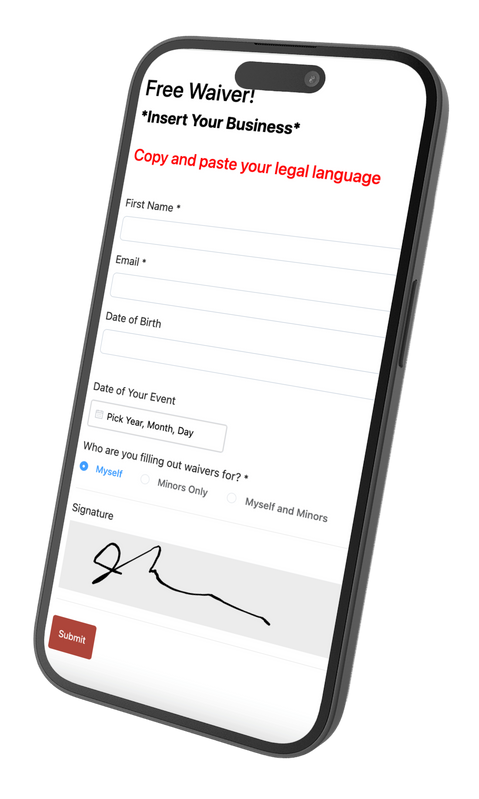 Free Waiver!
*Insert Your Business*
Copy and paste your legal language
First Name *
Email *
Date of Birth
Date of Your Event
Pick Year, Month, Day
Who are you filling out waivers for? *
Myself Minors Only Myself and Minors
Signature
Submit